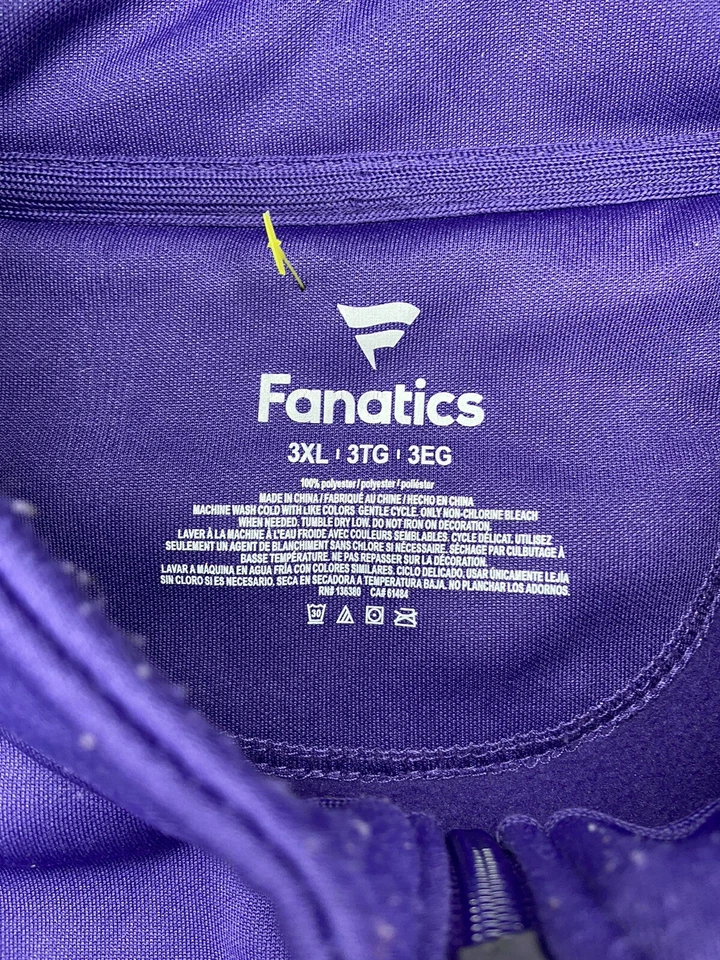 Fanatics
3XL | 3TG | 3EG
100% polyester / polyester / poliéster
MADE IN CHINA / FABRIQUÉ AU CHINE / HECHO EN CHINA
MACHINE WASH COLD WITH LIKE COLORS GENTLE CYCLE. ONLY NON-CHLORINE BLEACH
WHEN NEEDED. TUMBLE DRY LOW. DO NOT IRON ON DECORATION.
LAVER À LA MACHINE À L'EAU FROIDE AVEC COULEURS SEMBLABLES. CYCLE DÉLICAT. UTILISEZ
SEULEMENT UN AGENT DE BLANCHIMENT SANS CHLORE SI NÉCESSAIRE. SÉCHAGE PAR CULBUTAGE À
BASSE TEMPÉRATURE. NE PAS REPASSER SUR LA DÉCORATION.
LAVAR A MÁQUINA EN AGUA FRÍA CON COLORES SIMILARES. CICLO DELICADO. USAR ÚNICAMENTE LEJÍA
SIN CLORO SI ES NECESARIO. SECA EN SECADORA A TEMPERATURA BAJA. NO PLANCHAR LOS ADORNOS.
RN# 136380 CA# 61484
30